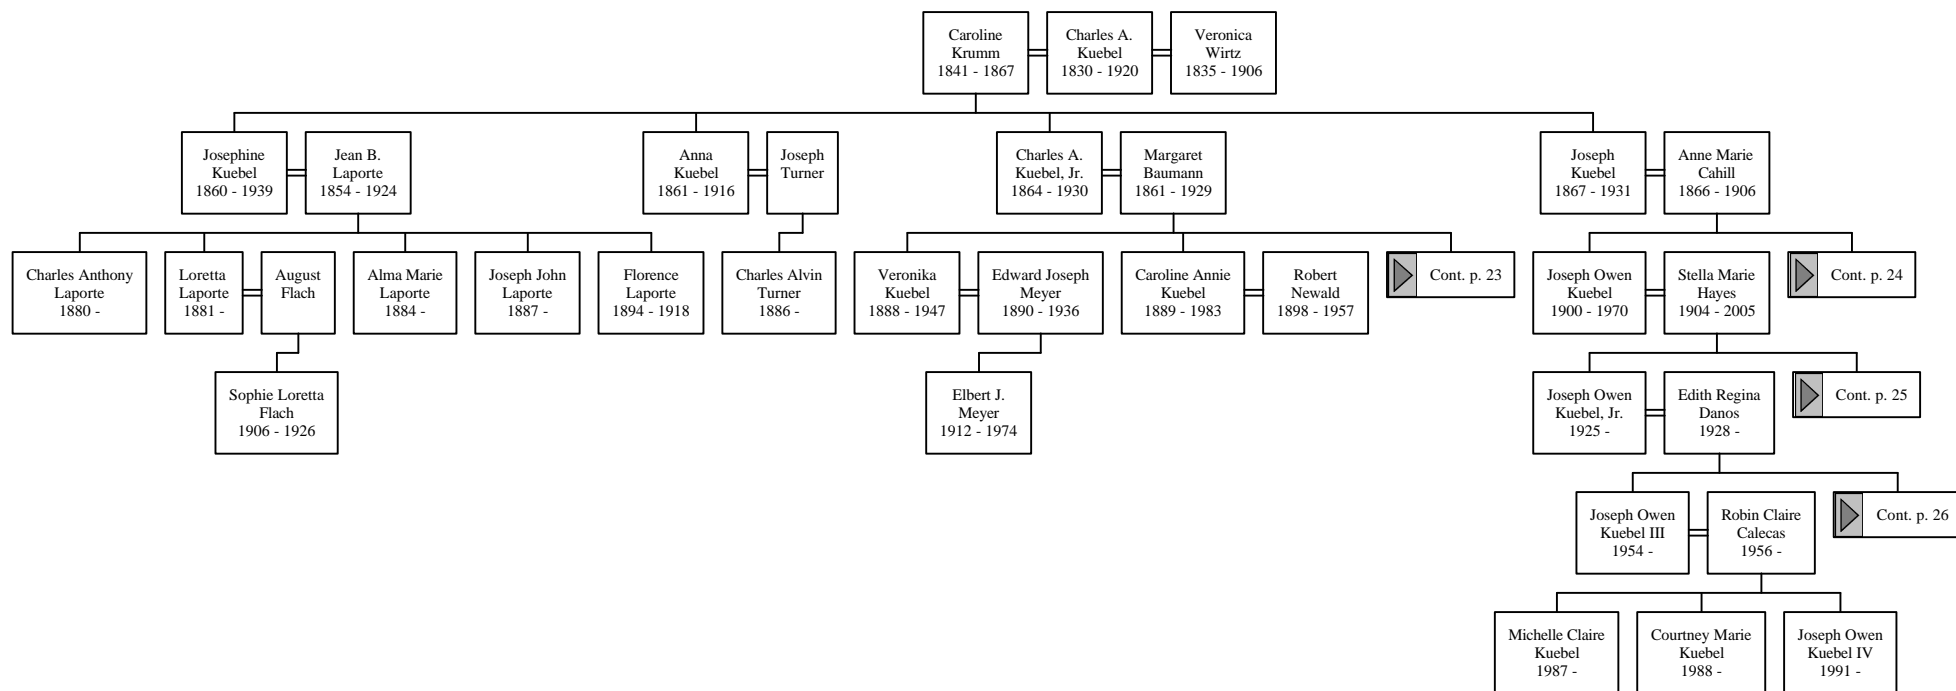 Caroline
Krumm
1841 - 1867
Charles A.
Kuebel
1830 - 1920
Veronica
Wirtz
1835 - 1906
Josephine
Kuebel
1860 - 1939
Jean B.
Laporte
1854 - 1924
Anna
Kuebel
1861 - 1916
Joseph
Turner
Charles A.
Kuebel, Jr.
1864 - 1930
Margaret
Baumann
1861 - 1929
Joseph
Kuebel
1867 - 1931
Anne Marie
Cahill
1866 - 1906
Charles Anthony
Laporte
1880 -
Loretta
Laporte
1881 -
August
Flach
Alma Marie
Laporte
1884 -
Joseph John
Laporte
1887 -
Florence
Laporte
1894 - 1918
Charles Alvin
Turner
1886 -
Veronika
Kuebel
1888 - 1947
Edward Joseph
Meyer
1890 - 1936
Caroline Annie
Kuebel
1889 - 1983
Robert
Newald
1898 - 1957
Cont. p. 23
Joseph Owen
Kuebel
1900 - 1970
Stella Marie
Hayes
1904 - 2005
Cont. p. 24
Sophie Loretta
Flach
1906 - 1926
Elbert J.
Meyer
1912 - 1974
Joseph Owen
Kuebel, Jr.
1925 -
Edith Regina
Danos
1928 -
Cont. p. 25
Joseph Owen
Kuebel III
1954 -
Robin Claire
Calecas
1956 -
Cont. p. 26
Michelle Claire
Kuebel
1987 -
Courtney Marie
Kuebel
1988 -
Joseph Owen
Kuebel IV
1991 -